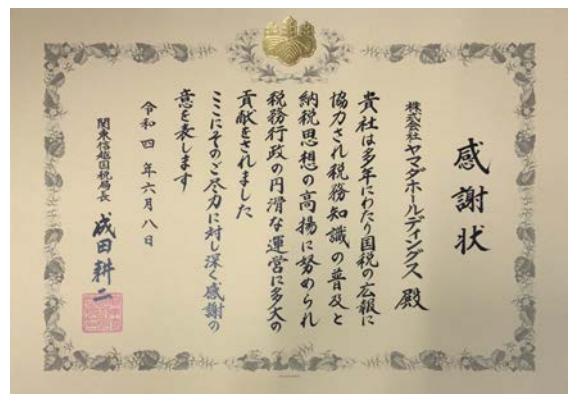 感謝状
株式会社ヤマダホールディングス 殿
貴社は多年にわたり国税の広報に
協力され税務知識の普及と
納税思想の高揚に努められ
税務行政の円滑な運営に多大の
貢献をされました
ここにそのご尽力に対し深く感謝の
意を表します
令和四年六月八日
関東信越国税局長 成田耕二